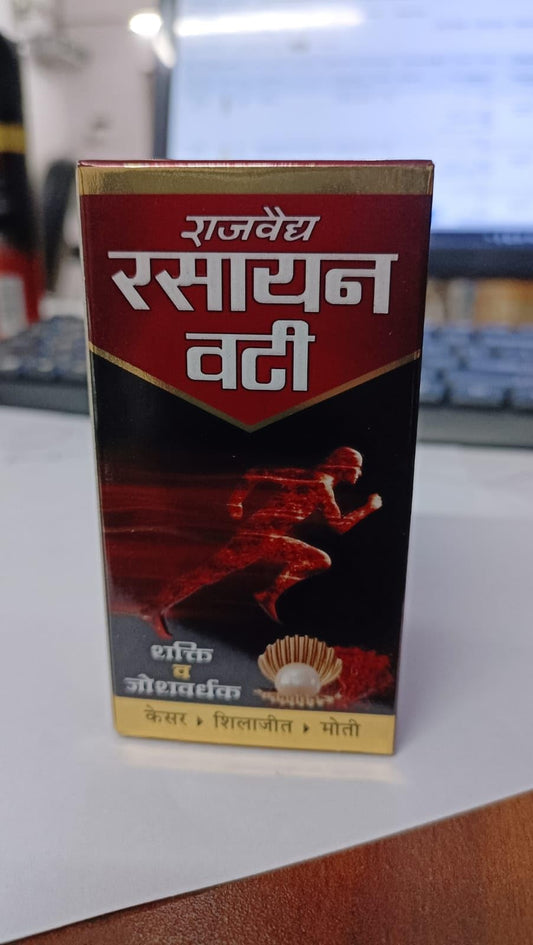 राजवैद्य
रसायन
वटी
शक्ति
व
जोशवर्धक
केसर ▸ शिलाजीत ▸ मोती